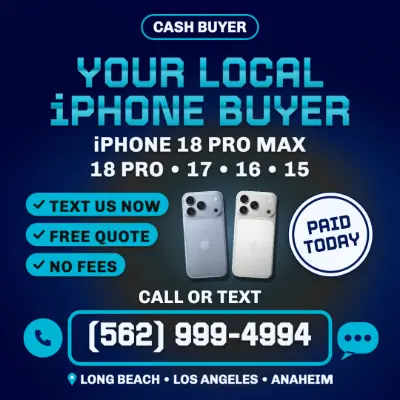 CASH BUYER
YOUR LOCAL
iPHONE BUYER
iPHONE 18 PRO MAX
18 PRO • 17 • 16 • 15
TEXT US NOW
FREE QUOTE
NO FEES
PAID
TODAY
CALL OR TEXT
(562) 999-4994
LONG BEACH • LOS ANGELES • ANAHEIM